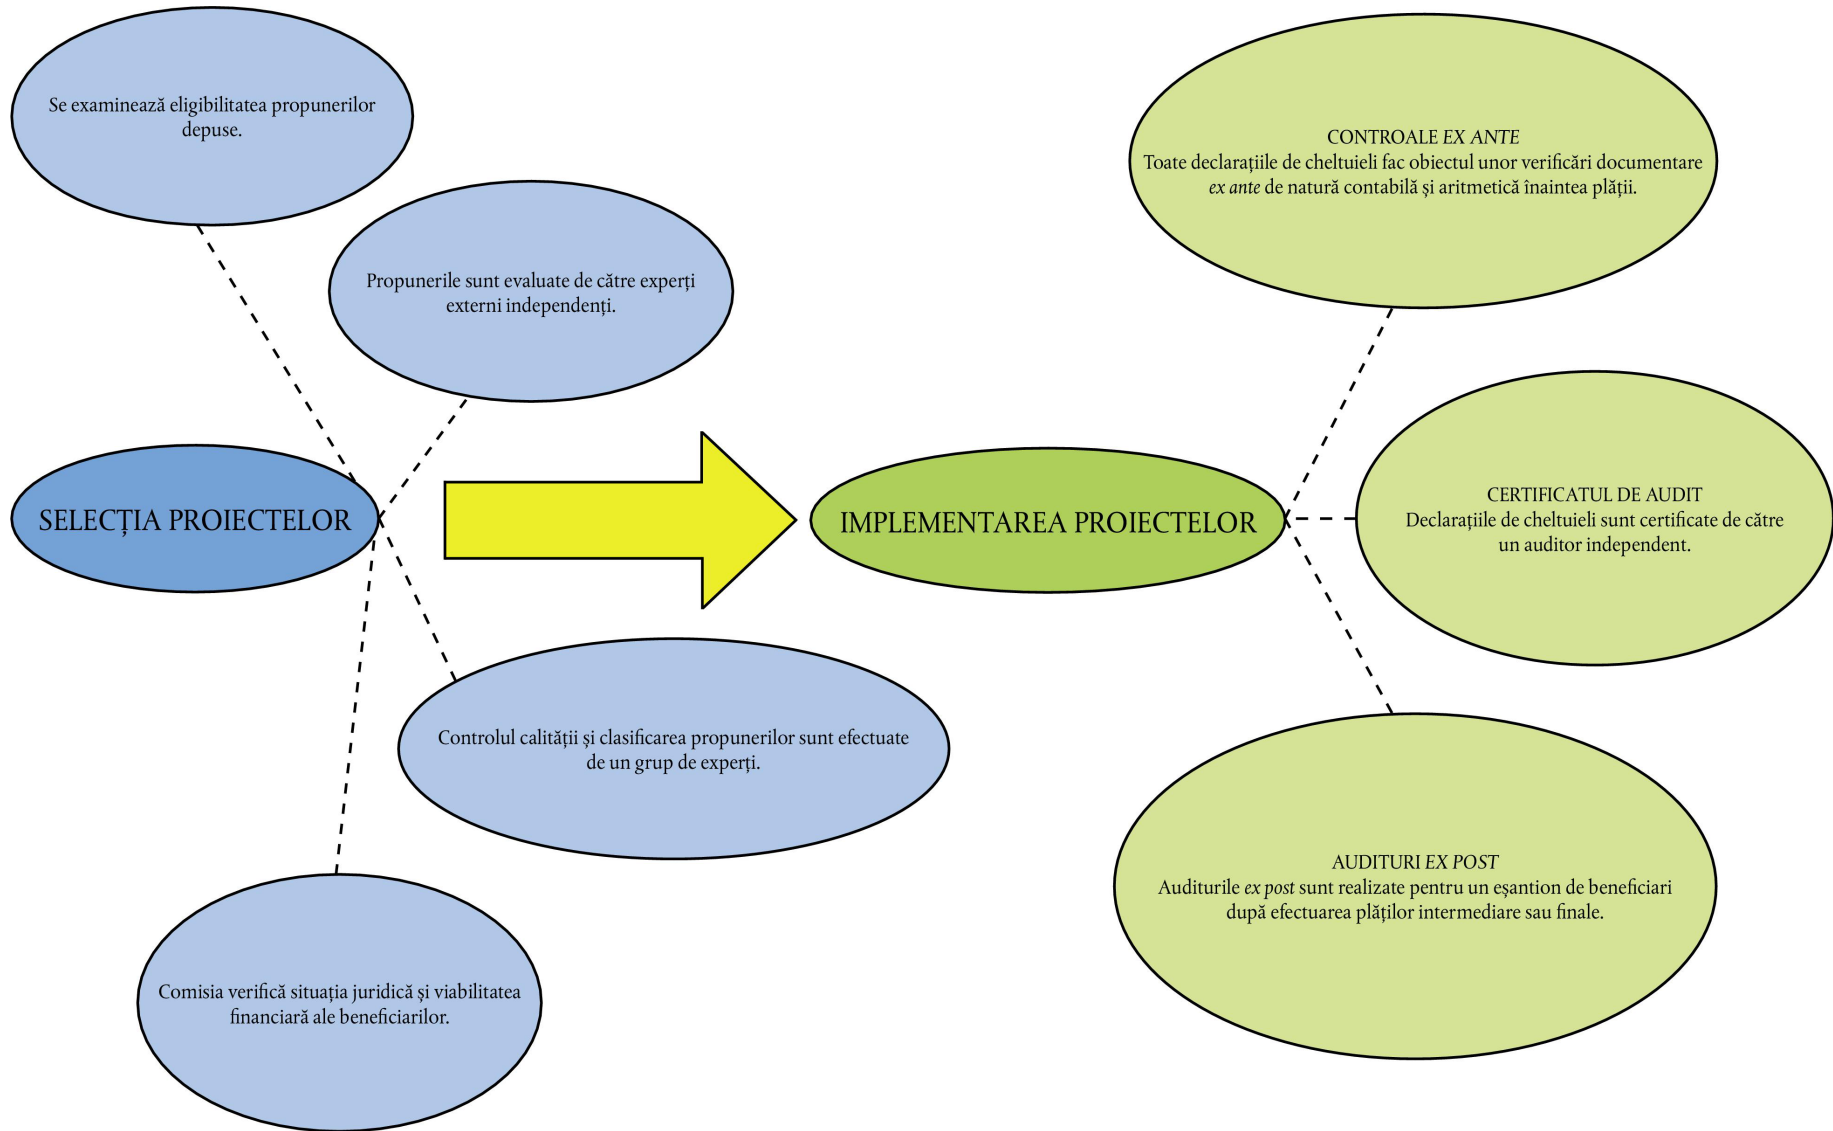 Se examinează eligibilitatea propunerilor
depuse.
Propunerile sunt evaluate de către experți
externi independenți.
SELECȚIA PROIECTELOR
Controlul calității și clasificarea propunerilor sunt efectuate
de un grup de experți.
Comisia verifică situația juridică și viabilitatea
financiară ale beneficiarilor.
IMPLEMENTAREA PROIECTELOR
CONTROALE EX ANTE
Toate declarațiile de cheltuieli fac obiectul unor verificări documentare
ex ante de natură contabilă și aritmetică înaintea plății.
CERTIFICATUL DE AUDIT
Declarațiile de cheltuieli sunt certificate de către
un auditor independent.
AUDITURI EX POST
Auditurile ex post sunt realizate pentru un eșantion de beneficiari
după efectuarea plăților intermediare sau finale.